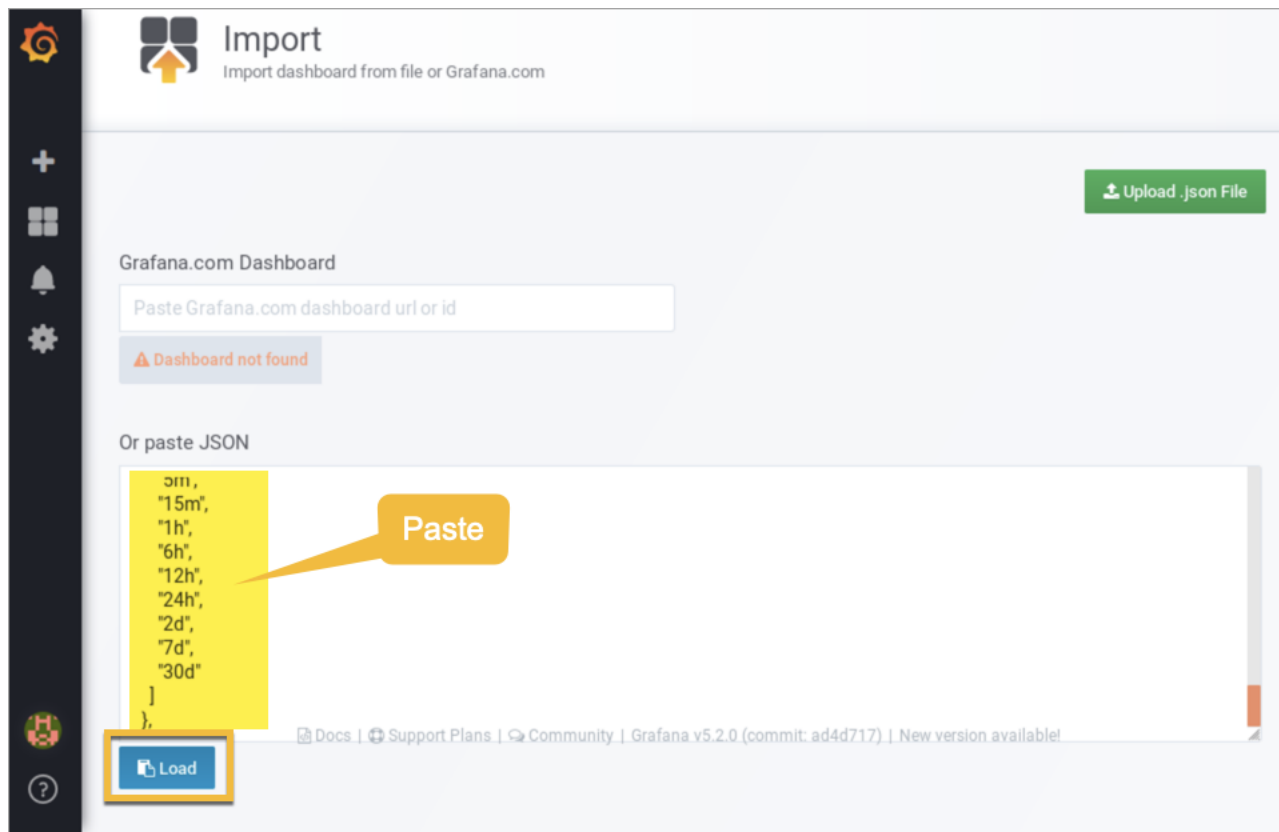 Import
Import dashboard from file or Grafana.com
Upload .json File
Grafana.com Dashboard
Paste Grafana.com dashboard url or id
Dashboard not found
Or paste JSON
5m",
"15m",
"1h",
"6h",
"12h",
"24h",
"2d",
"7d",
"30d"
]
},
Paste
Docs | Support Plans | Community | Grafana v5.2.0 (commit: ad4d717) | New version available!
Load
?